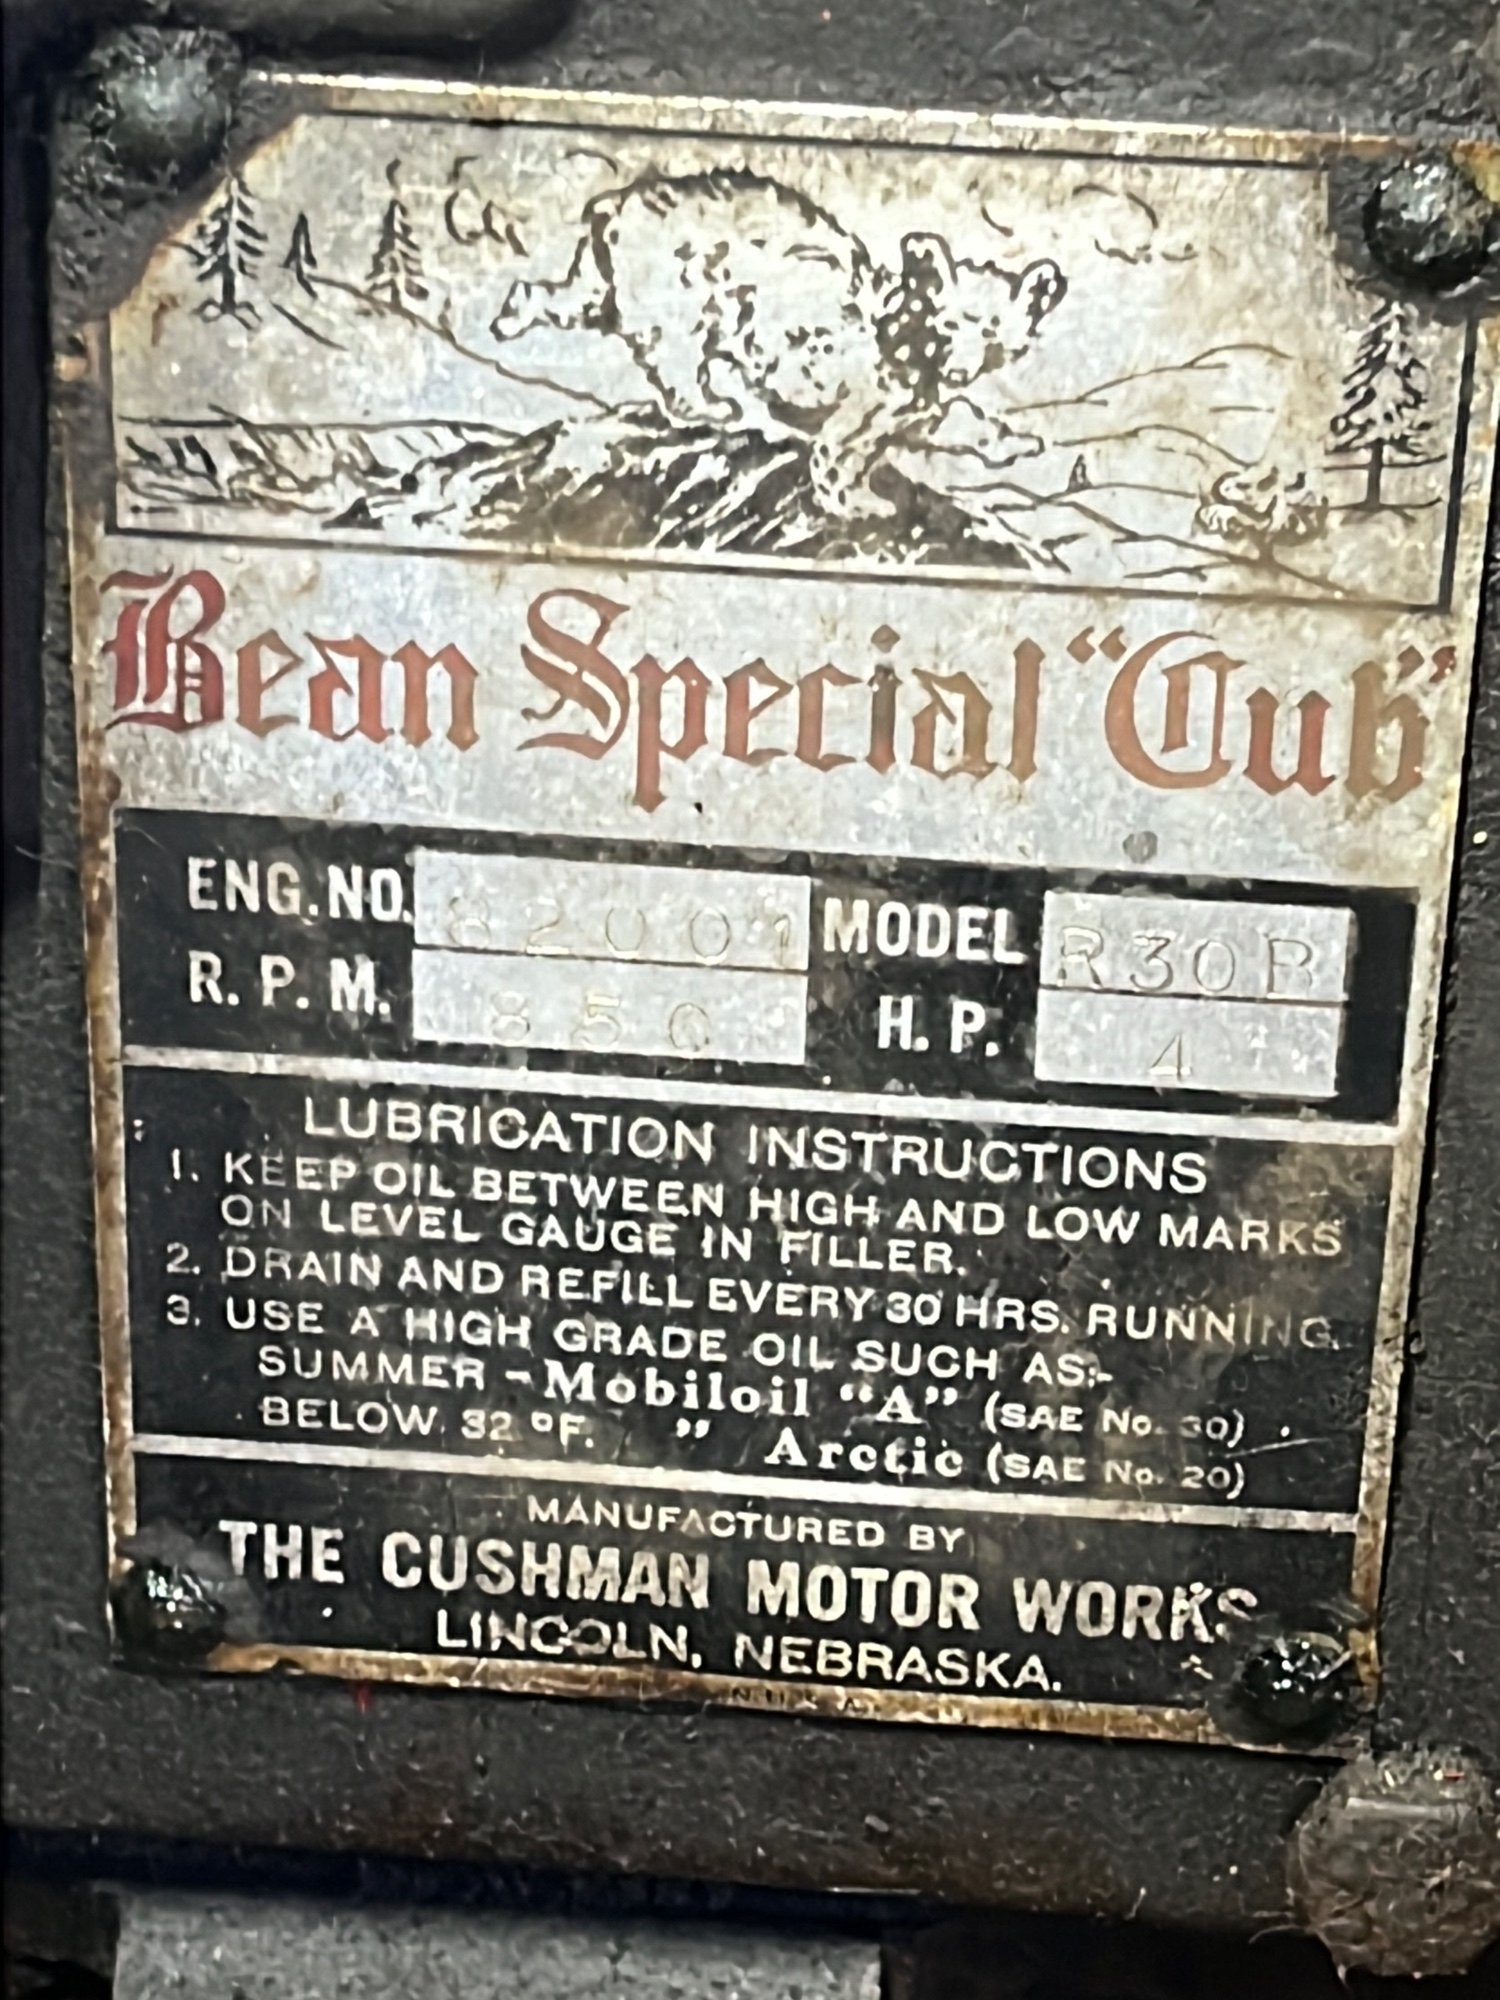 Bean Special "Cub"
ENG. NO. 82001 MODEL R30B
R. P. M. 850 H. P. 4
LUBRICATION INSTRUCTIONS
1. KEEP OIL BETWEEN HIGH AND LOW MARKS
ON LEVEL GAUGE IN FILLER.
2. DRAIN AND REFILL EVERY 30 HRS. RUNNING.
3. USE A HIGH GRADE OIL SUCH AS:-
SUMMER - Mobiloil "A" (SAE No. 30)
BELOW 32 °F. " Arctic (SAE No. 20)
MANUFACTURED BY
THE CUSHMAN MOTOR WORKS
LINCOLN, NEBRASKA.